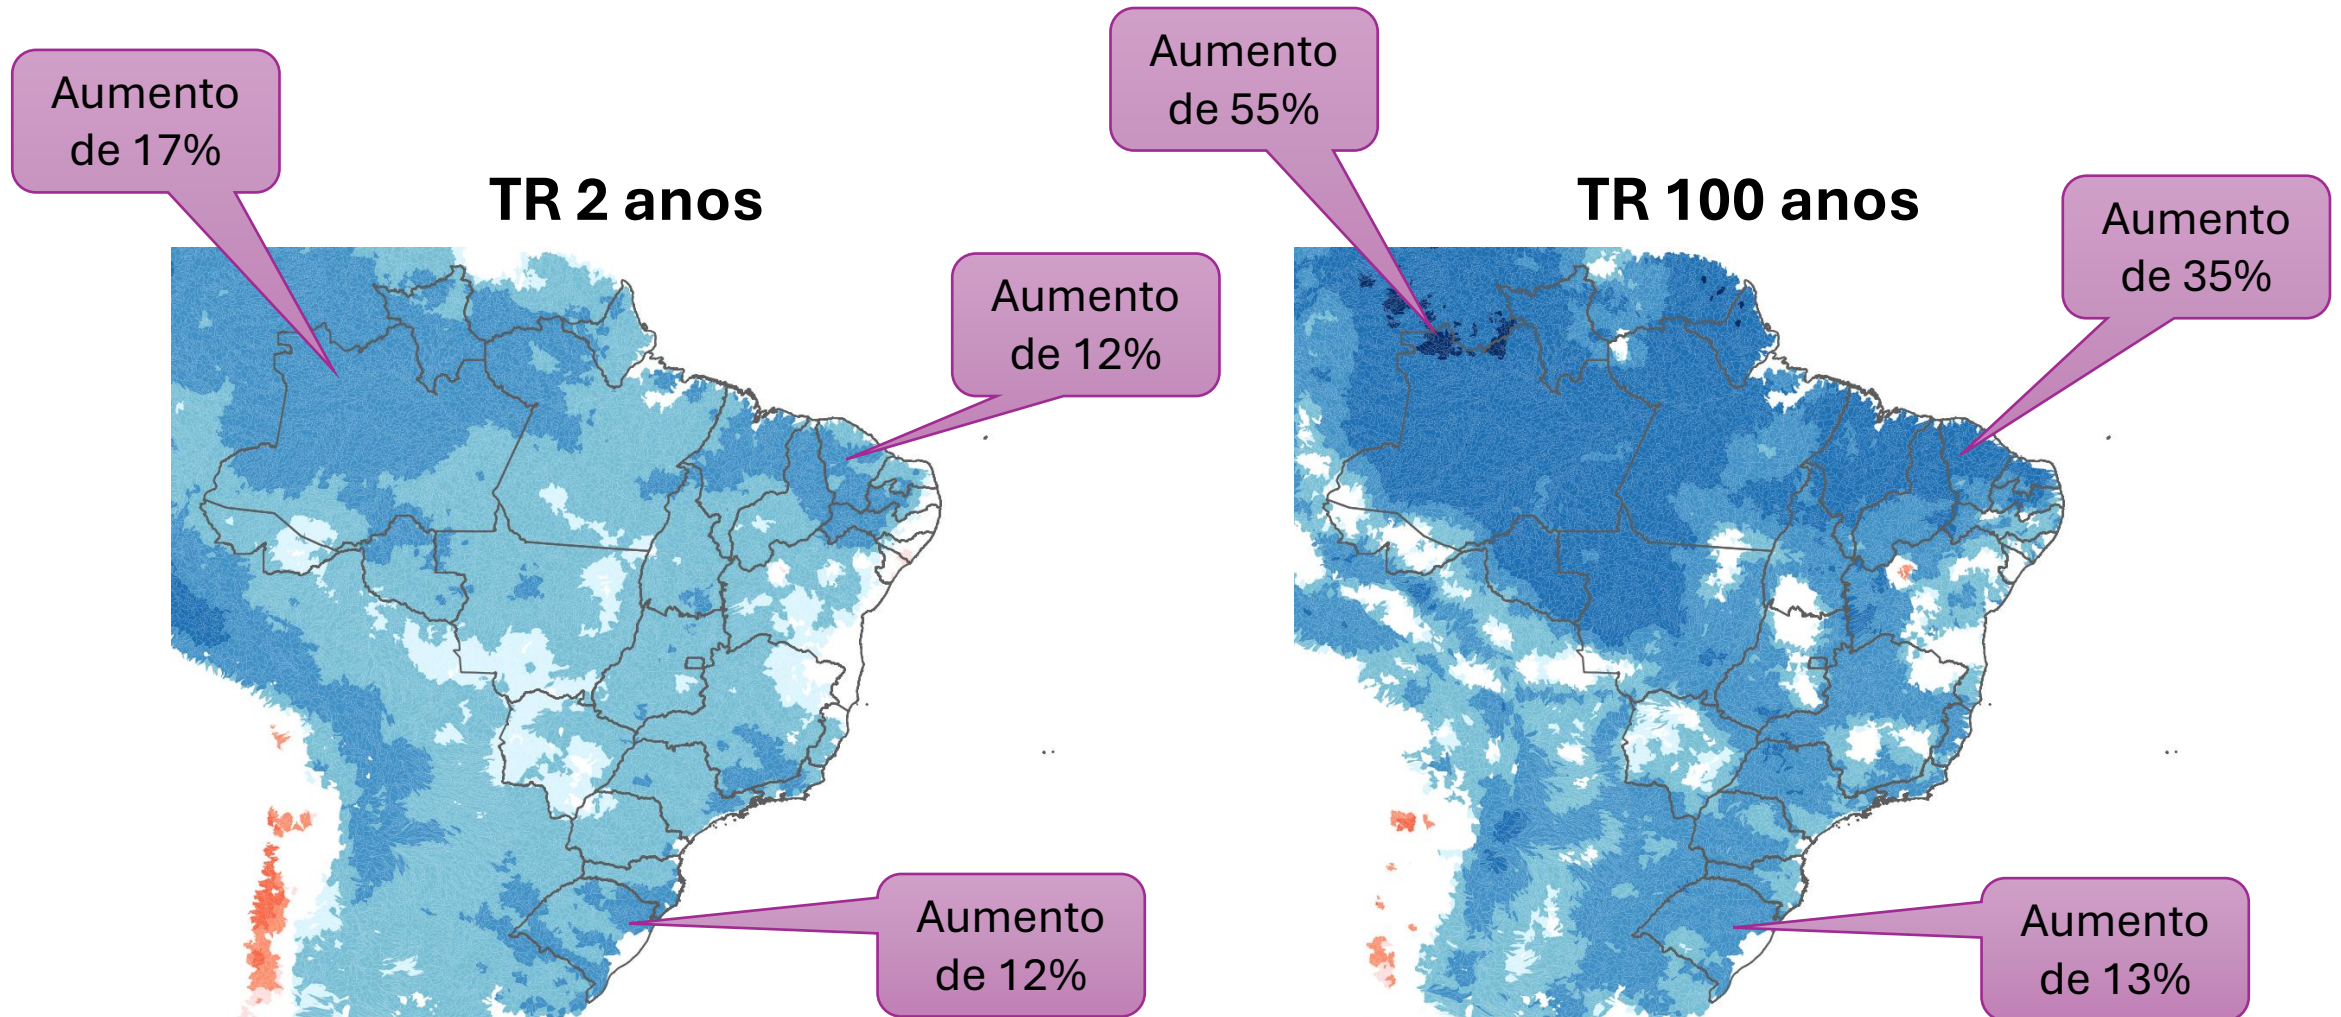 Aumento
de 17%
TR 2 anos
Aumento
de 12%
Aumento
de 12%
Aumento
de 55%
TR 100 anos
Aumento
de 35%
Aumento
de 13%